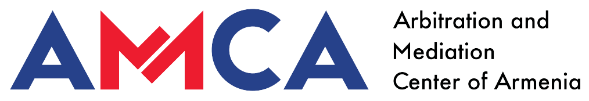 AMCA
Arbitration and
Mediation
Center of Armenia